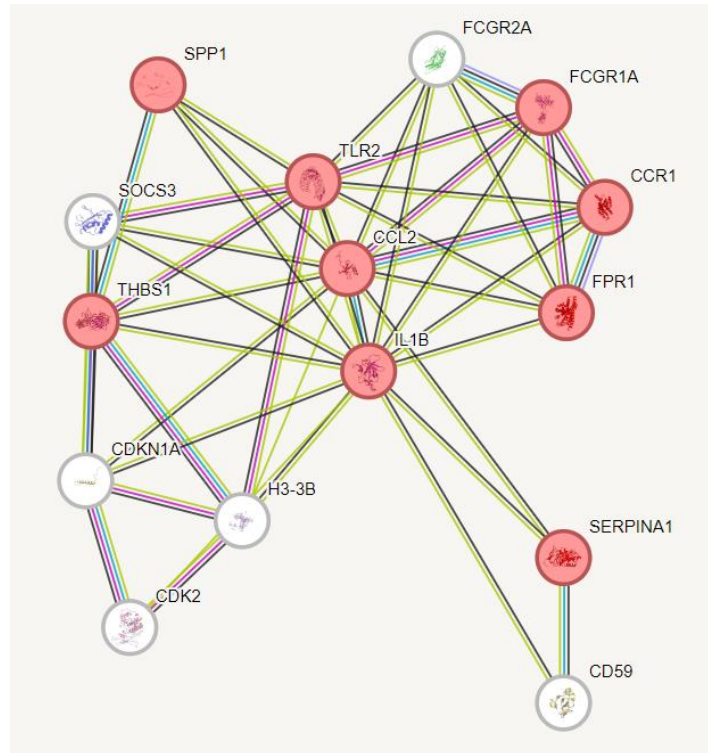 FCGR2A
SPP1
FCGR1A
TLR2
SOCS3
CCR1
CCL2
THBS1
FPR1
IL1B
CDKN1A
H3-3B
SERPINA1
CDK2
CD59